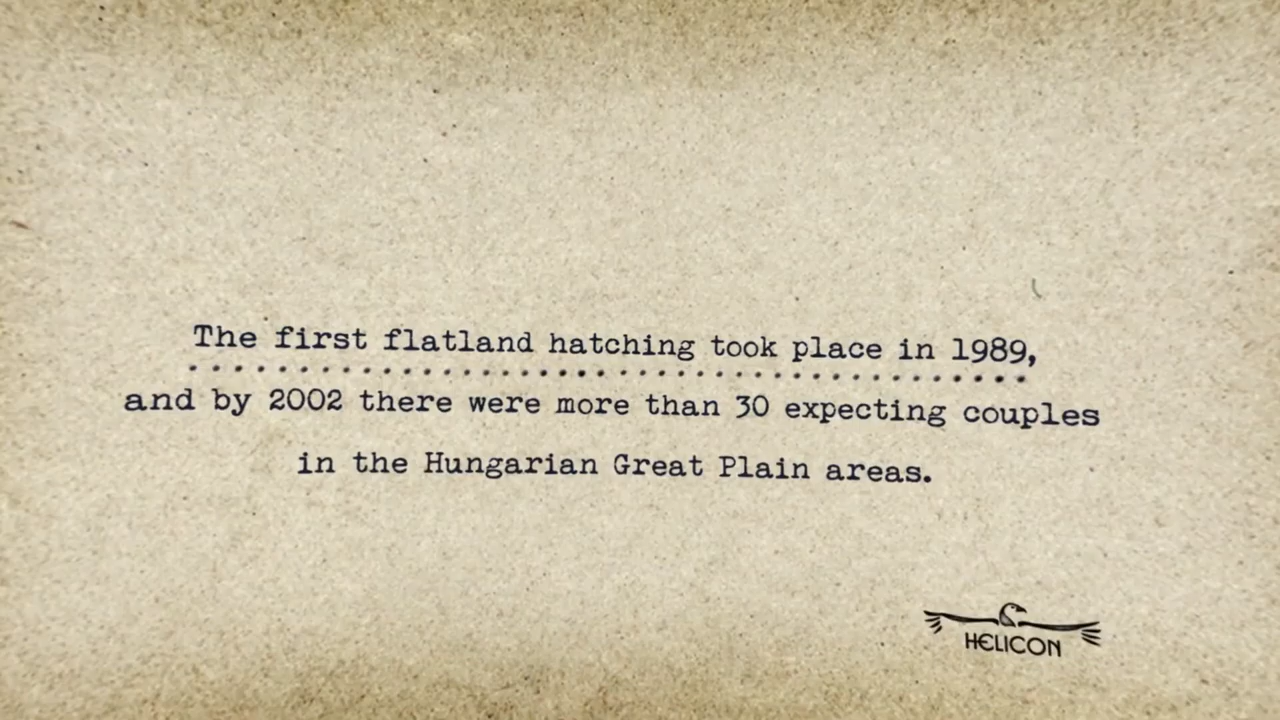 The first flatland hatching took place in 1989,
and by 2002 there were more than 30 expecting couples
in the Hungarian Great Plain areas.
HELICON